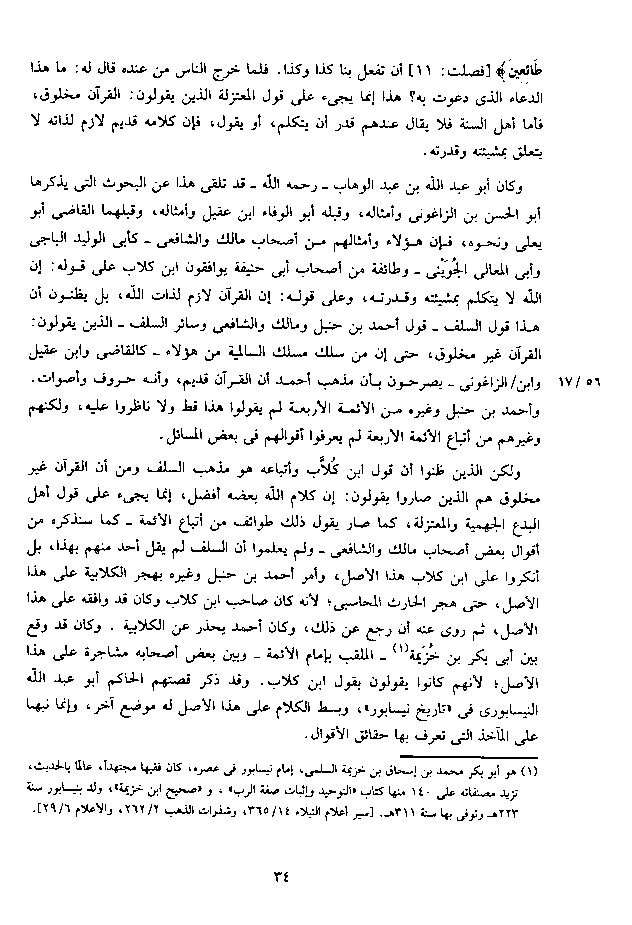 طَائِعِينَ﴾ [فصلت: ١١] أن تفعل بنا كذا وكذا. فلما خرج الناس من عنده قال له: ما هذا
الدعاء الذى دعوت به؟ هذا إنما يجىء على قول المعتزلة الذين يقولون: القرآن مخلوق،
فأما أهل السنة فلا يقال عندهم قدر أن يتكلم، أو يقول، فإن كلامه قديم لازم لذاته لا
يتعلق بمشيئته وقدرته.
وكان أبو عبد الله بن عبد الوهاب ـ رحمه الله ـ قد تلقى هذا عن البحوث التى يذكرها
أبو الحسن بن الزاغونى وأمثاله، وقبله أبو الوفاء ابن عقيل وأمثاله، وقبلهما القاضى أبو
يعلى ونحوه، فإن هؤلاء وأمثالهم من أصحاب مالك والشافعى ـ كأبى الوليد الباجى
وأبى المعالى الجُوَيْنى ـ وطائفة من أصحاب أبى حنيفة يوافقون ابن كلاب على قوله: إن
الله لا يتكلم بمشيئته وقدرته، وعلى قوله: إن القرآن لازم لذات الله، بل يظنون أن
هذا قول السلف ـ قول أحمد بن حنبل ومالك والشافعى وسائر السلف ـ الذين يقولون:
القرآن غير مخلوق، حتى إن من سلك مسلك السالمية من هؤلاء ـ كالقاضى وابن عقيل
١٧/٥٦ وابن/ الزاغونى ـ يصرحون بأن مذهب أحمد أن القرآن قديم، وأنه حروف وأصوات.
وأحمد بن حنبل وغيره من الأئمة الأربعة لم يقولوا هذا قط ولا ناظروا عليه، ولكنهم
وغيرهم من أتباع الأئمة الأربعة لم يعرفوا أقوالهم فى بعض المسائل.
ولكن الذين ظنوا أن قول ابن كُلاَّب وأتباعه هو مذهب السلف ومن أن القرآن غير
مخلوق هم الذين صاروا يقولون: إن كلام الله بعضه أفضل، إنما يجىء على قول أهل
البدع الجهمية والمعتزلة، كما صار يقول ذلك طوائف من أتباع الأئمة ـ كما سنذكره من
أقوال بعض أصحاب مالك والشافعى ـ ولم يعلموا أن السلف لم يقل أحد منهم بهذا، بل
أنكروا على ابن كلاب هذا الأصل، وأمر أحمد بن حنبل وغيره بهجر الكلابية على هذا
الأصل، حتى هجر الحارث المحاسبى؛ لأنه كان صاحب ابن كلاب وكان قد وافقه على هذا
الأصل، ثم روى عنه أن رجع عن ذلك، وكان أحمد يحذر عن الكلابية . وكان قد وقع
بين أبى بكر بن خُزَيمة(١) ـ الملقب بإمام الأئمة ـ وبين بعض أصحابه مشاجرة على هذا
الأصل؛ لأنهم كانوا يقولون بقول ابن كلاب. وقد ذكر قصتهم الحاكم أبو عبد الله
النيسابورى فى «تاريخ نيسابور»، وبسط الكلام على هذا الأصل له موضع آخر، وإنما نبهنا
على المآخذ التى تعرف بها حقائق الأقوال.
(١) هو أبو بكر محمد بن إسحاق بن خزيمة السلمى، إمام نيسابور فى عصره، كان فقيها مجتهداً، عالمًا بالحديث،
تزيد مصنفاته على ١٤٠ منها كتاب «التوحيد وإثبات صفة الرب» ، و «صحيح ابن خزيمة»، ولد بنيسابور سنة
٢٢٣هـ وتوفى بها سنة ٣١١هـ. [سير أعلام النبلاء ٣٦٥/١٤، وشذرات الذهب ٢٦٢/٢، والأعلام ٢٩/٦].
٣٤